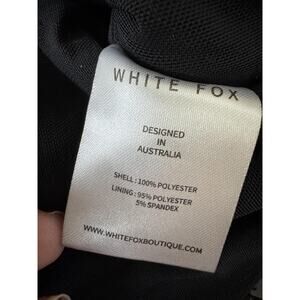 WHITE FOX
DESIGNED
IN
AUSTRALIA
SHELL : 100% POLYESTER
LINING : 95% POLYESTER
5% SPANDEX
WWW.WHITEFOXBOUTIQUE.COM